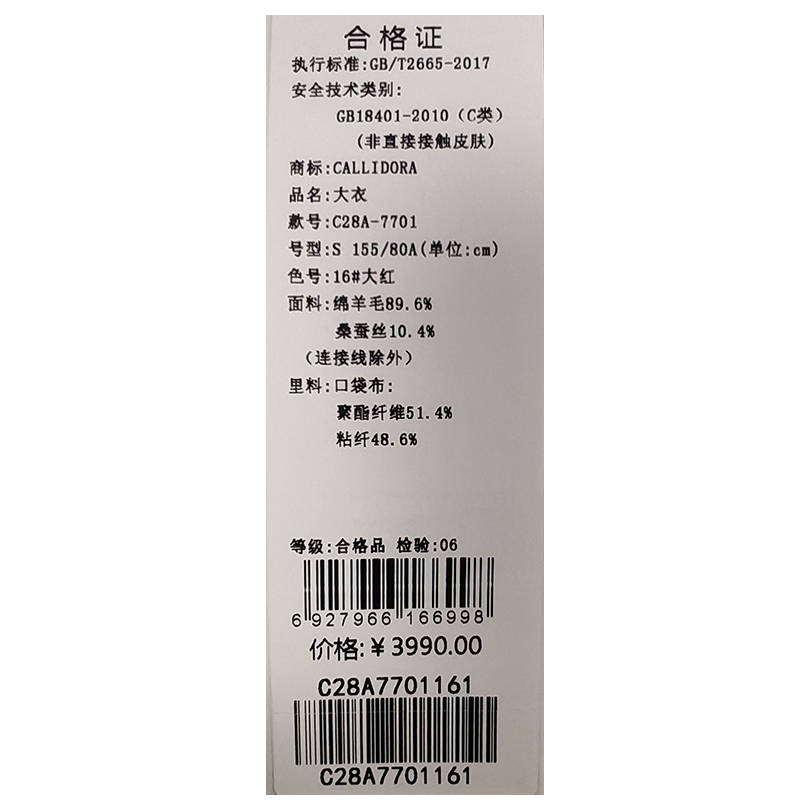 合格证
执行标准:GB/T2665-2017
安全技术类别:
GB18401-2010（C类）
(非直接接触皮肤)
商标:CALLIDORA
品名:大衣
款号:C28A-7701
号型:S 155/80A(单位:cm)
色号:16#大红
面料:绵羊毛89.6%
桑蚕丝10.4%
（连接线除外）
里料:口袋布:
聚酯纤维51.4%
粘纤48.6%
等级:合格品 检验:06
6 927966 166998
价格:¥3990.00
C28A7701161
C28A7701161